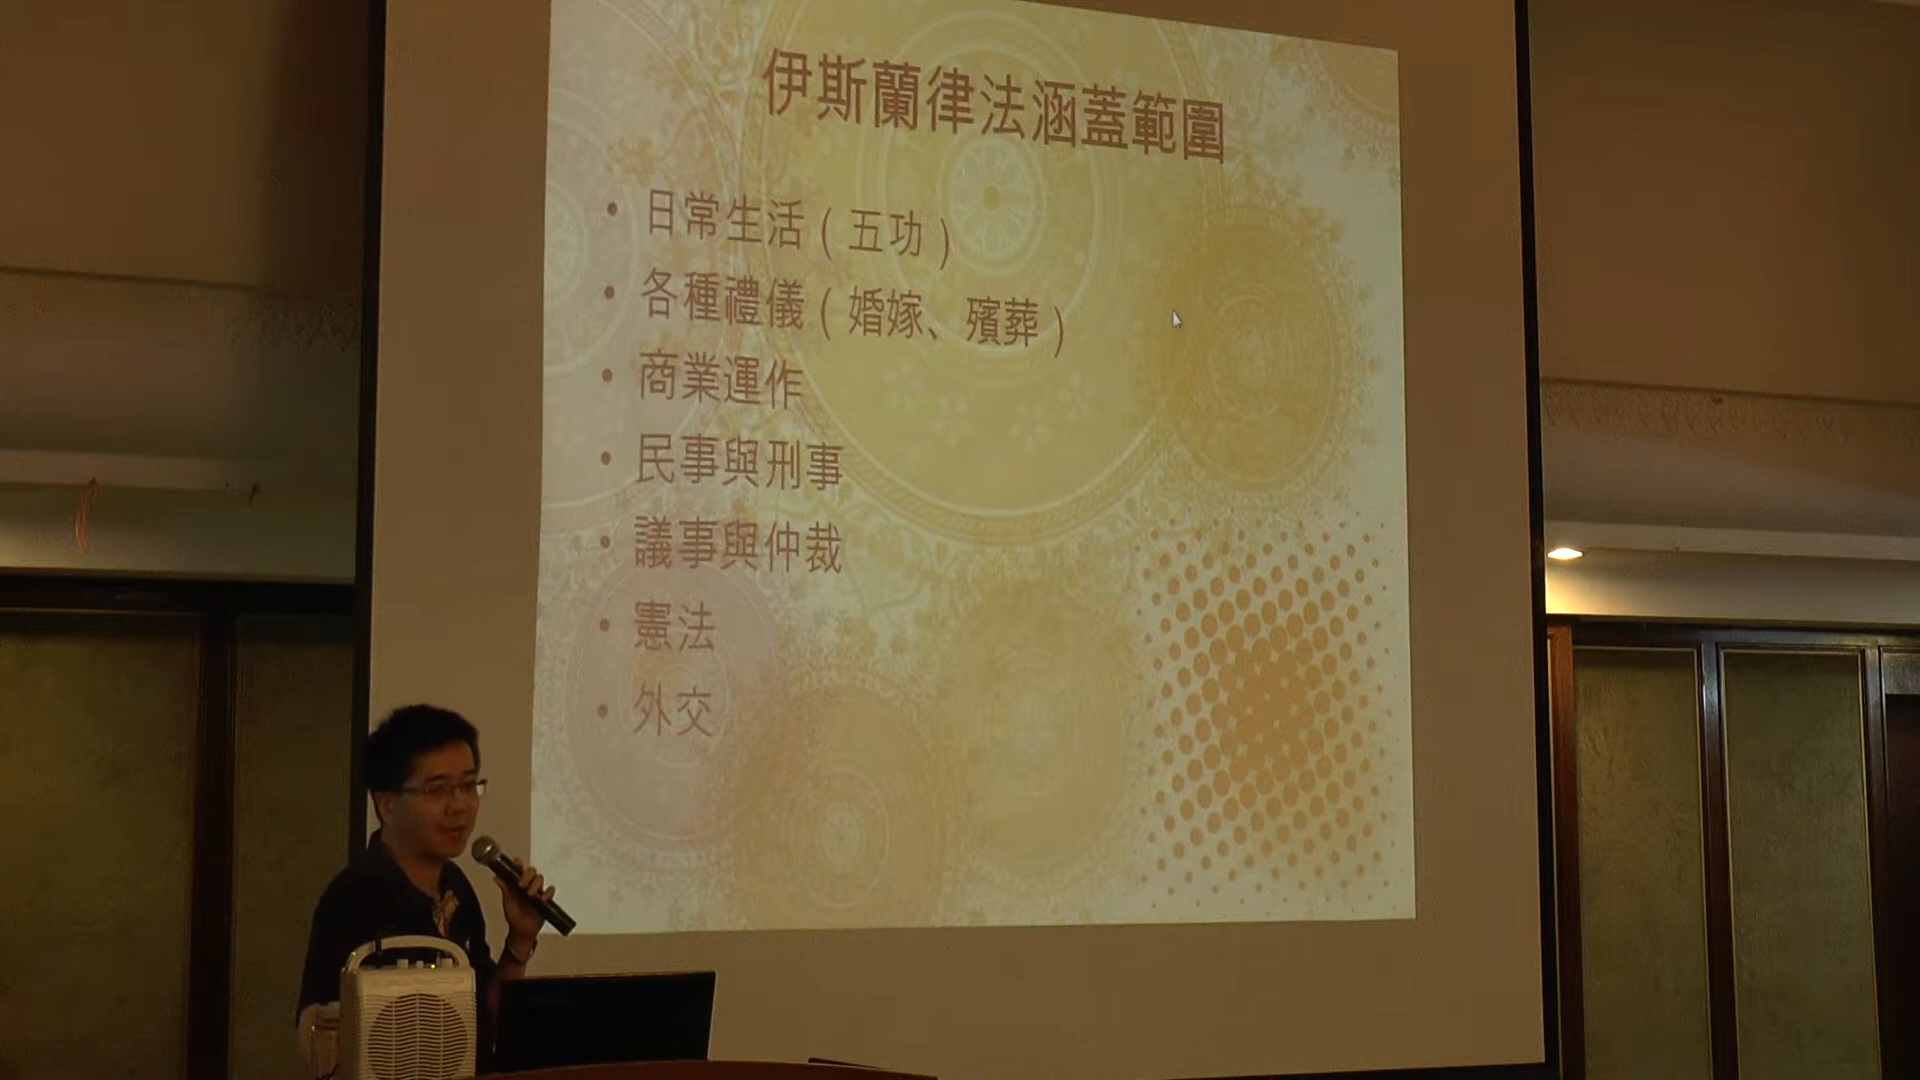 伊斯蘭律法涵蓋範圍
• 日常生活（五功）
• 各種禮儀（婚嫁、殯葬）
• 商業運作
• 民事與刑事
• 議事與仲裁
• 憲法
• 外交